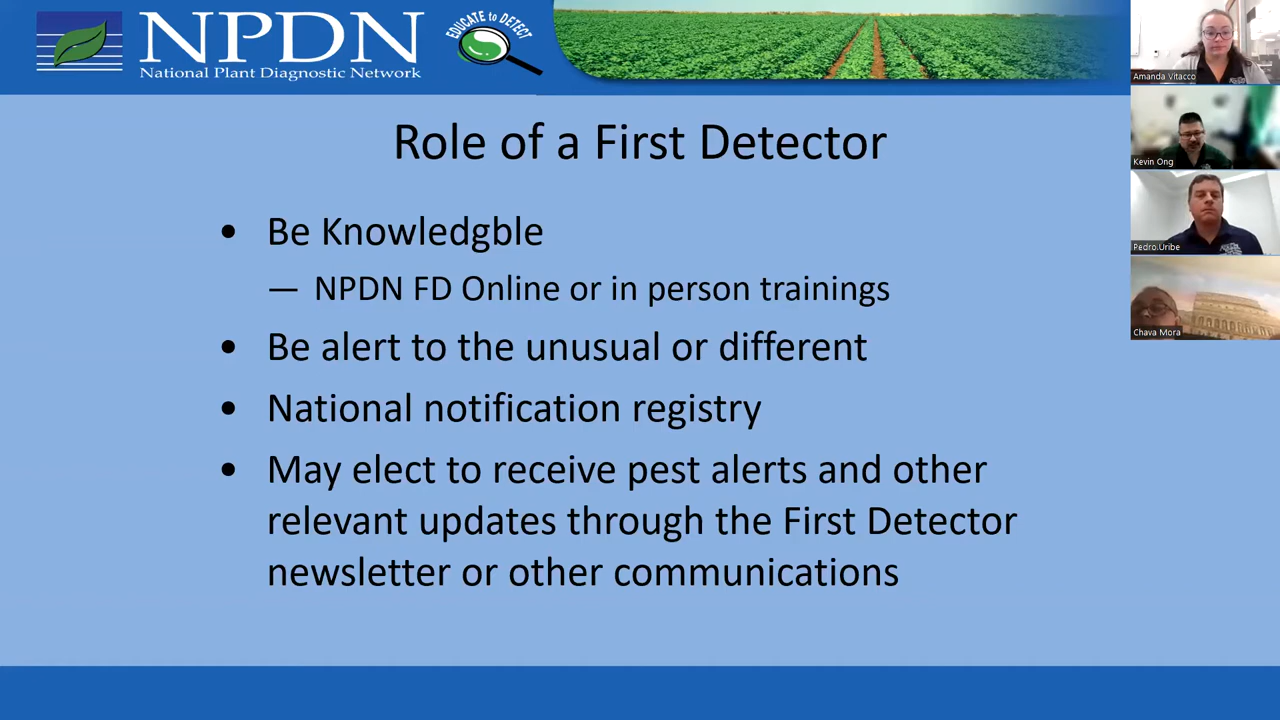 NPDN
National Plant Diagnostic Network
EDUCATE to DETECT
Role of a First Detector
• Be Knowledgble
— NPDN FD Online or in person trainings
• Be alert to the unusual or different
• National notification registry
• May elect to receive pest alerts and other
relevant updates through the First Detector
newsletter or other communications
Amanda Vitacco
Kevin Ong
Pedro.Uribe
Chava Mora